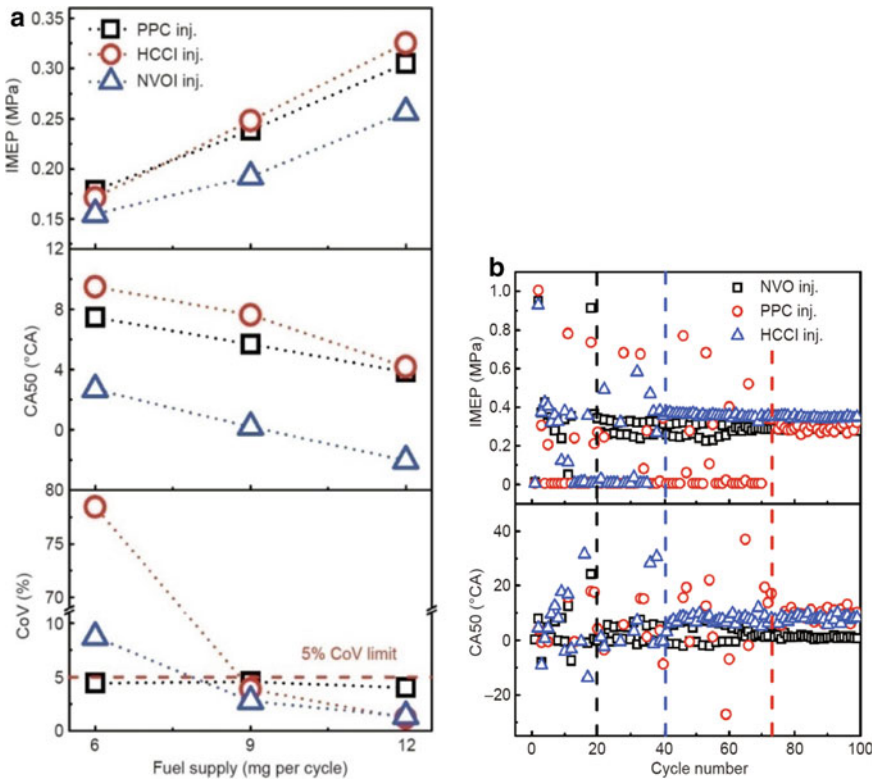 a
PPC inj.
HCCI inj.
NVOI inj.
IMEP (MPa)
0.35
0.30
0.25
0.20
0.15
CA50 (°CA)
12
8
4
0
CoV (%)
80
75
70
10
5
0
5% CoV limit
6 9 12
Fuel supply (mg per cycle)
b
NVO inj.
PPC inj.
HCCI inj.
IMEP (MPa)
1.0
0.8
0.6
0.4
0.2
0
CA50 (°CA)
40
20
0
–20
0 20 40 60 80 100
Cycle number